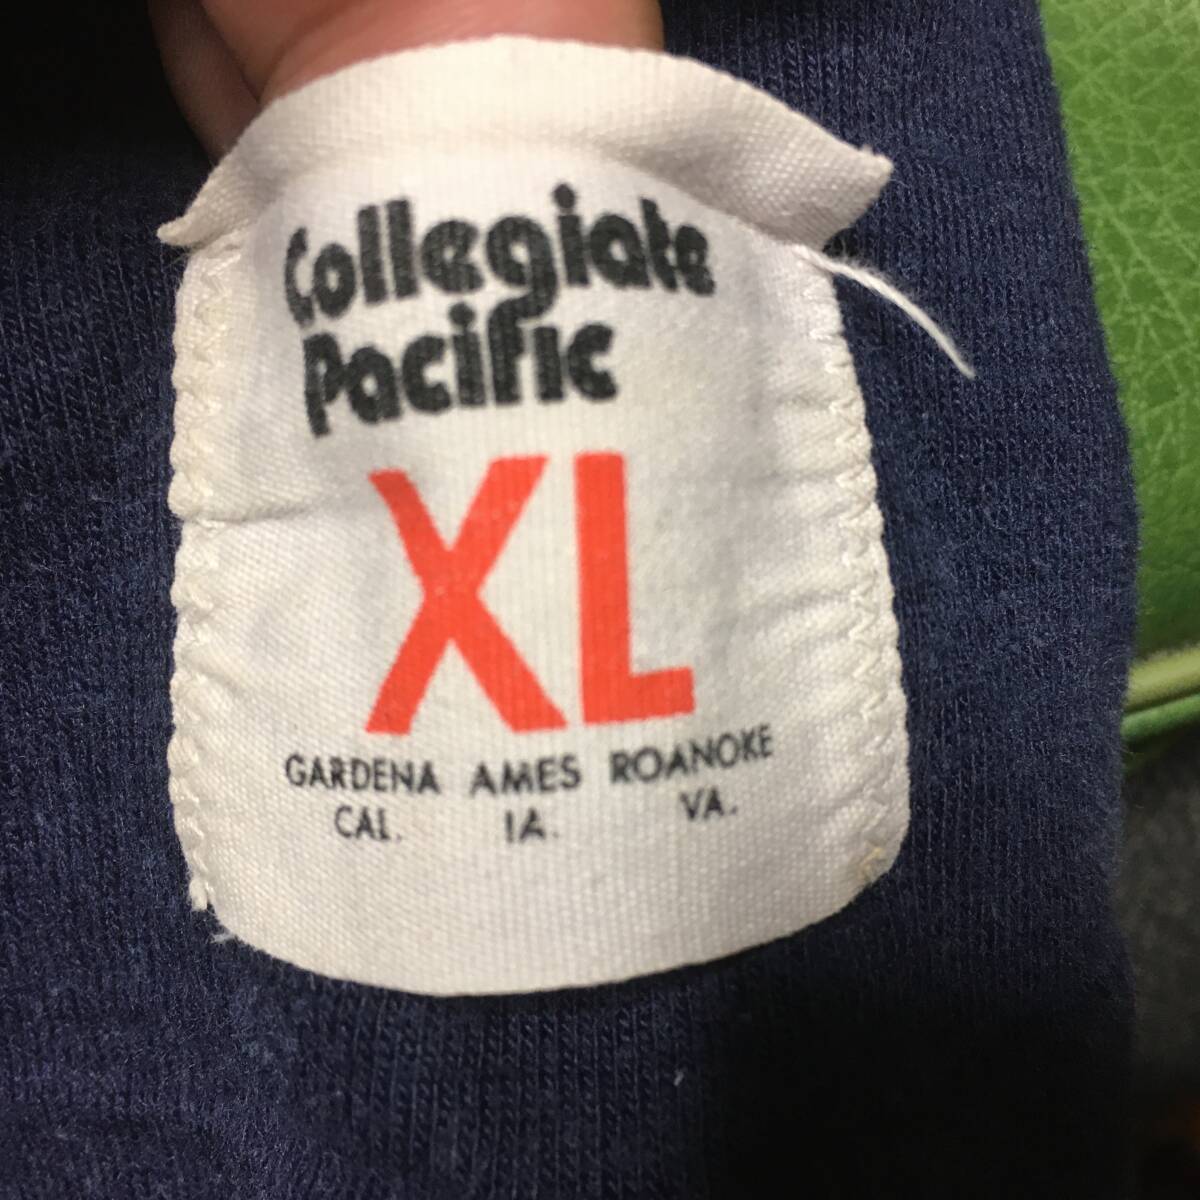 Collegiate
Pacific
XL
GARDENA AMES ROANOKE
CAL. IA. VA.